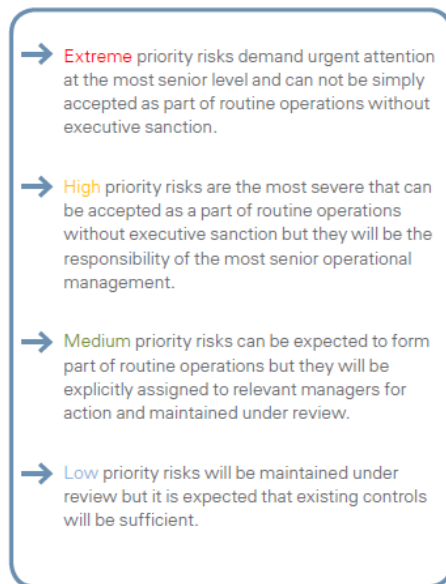 Extreme priority risks demand urgent attention
at the most senior level and can not be simply
accepted as part of routine operations without
executive sanction.
High priority risks are the most severe that can
be accepted as a part of routine operations
without executive sanction but they will be the
responsibility of the most senior operational
management.
Medium priority risks can be expected to form
part of routine operations but they will be
explicitly assigned to relevant managers for
action and maintained under review.
Low priority risks will be maintained under
review but it is expected that existing controls
will be sufficient.